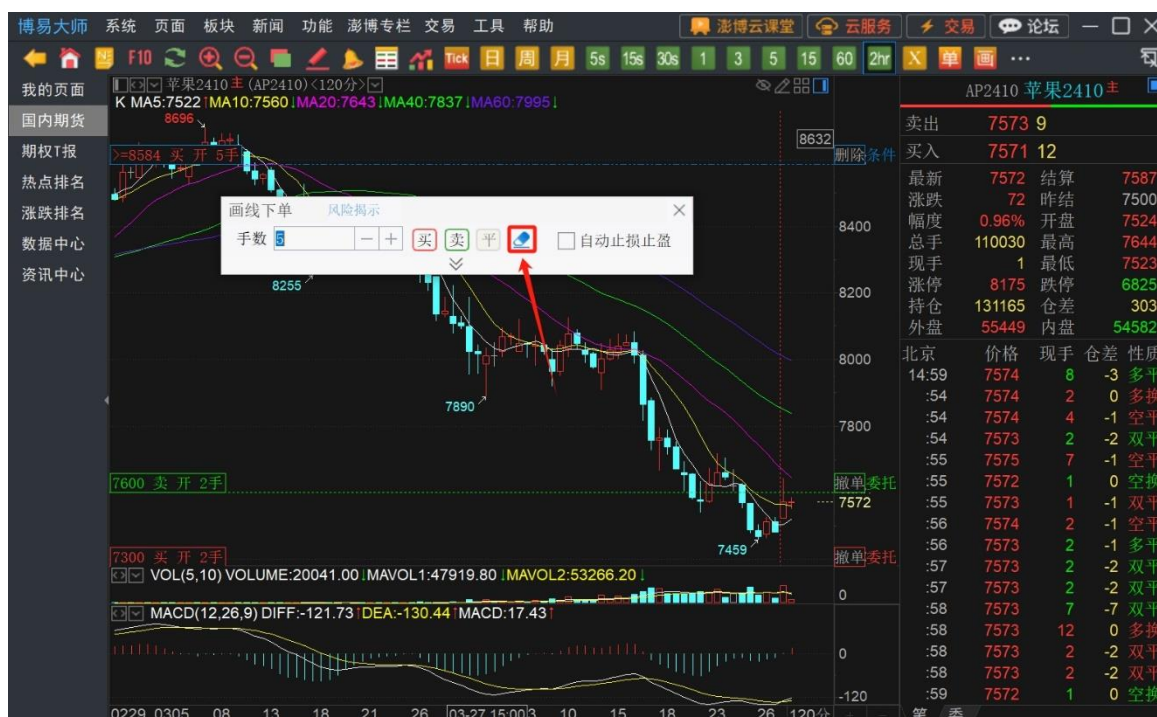 博易大师 系统 页面 板块 新闻 功能 澎博专栏 交易 工具 帮助 澎博云课堂 云服务 交易 论坛
F10 Tick 日 周 月 5s 15s 30s 1 3 5 15 60 2hr X 单 画 ···
我的页面
国内期货
期权T报
热点排名
涨跌排名
数据中心
资讯中心
苹果2410主(AP2410)<120分>
K MA5:7522↑MA10:7560↓MA20:7643↓MA40:7837↓MA60:7995↓
8696
8632
>=8584 买 开 5手 删除条件
画线下单 风险揭示
手数 5 － ＋ 买 卖 平 自动止损止盈
8400
8255
8200
8000
7890
7800
7600 卖 开 2手 撤单委托
7572
7459
7300 买 开 2手 撤单委托
VOL(5,10) VOLUME:20041.00↓MAVOL1:47919.80↓MAVOL2:53266.20↓
0
MACD(12,26,9) DIFF:-121.73↑DEA:-130.44↑MACD:17.43↑
0
-120
0229 0305 08 13 18 21 26 03-27 15:00 3 10 15 18 23 26 120分
AP2410 苹果2410主
卖出 7573 9
买入 7571 12
最新 7572 结算 7587
涨跌 72 昨结 7500
幅度 0.96% 开盘 7524
总手 110030 最高 7644
现手 1 最低 7523
涨停 8175 跌停 6825
持仓 131165 仓差 303
外盘 55449 内盘 54582
北京 价格 现手 仓差 性质
14:59 7574 8 -3 多平
:54 7574 2 0 多换
:54 7574 4 -1 空平
:54 7573 2 -2 双平
:55 7575 7 -1 空平
:55 7572 1 0 空换
:55 7573 1 -1 双平
:56 7574 2 -1 空平
:56 7573 2 -1 多平
:57 7573 2 -2 双平
:57 7573 2 -2 双平
:58 7573 7 -7 双平
:58 7573 12 0 多换
:58 7573 2 -2 双平
:58 7573 2 -2 双平
:59 7572 1 0 空换